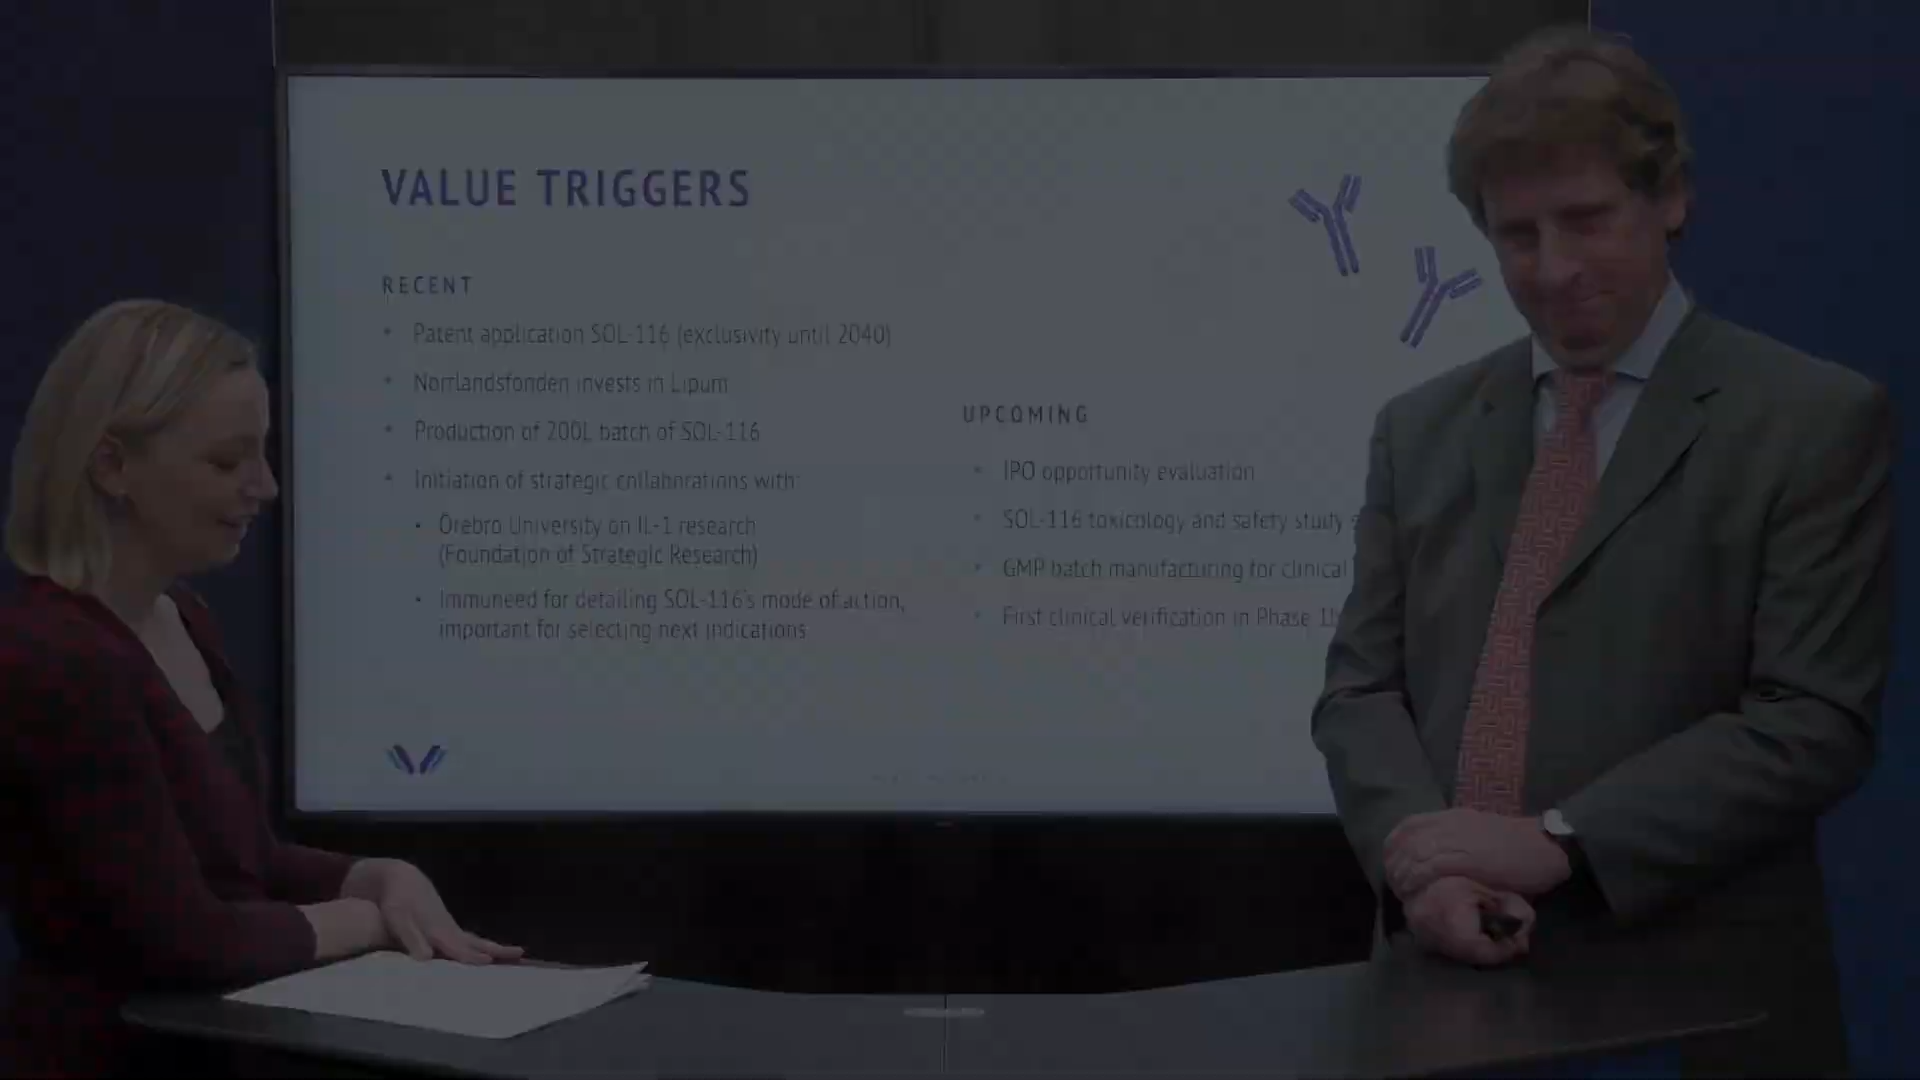 VALUE TRIGGERS
RECENT
• Patent application SOL-116 (exclusivity until 2040)
• Norrlandsfonden invests in Lipum
• Production of 200L batch of SOL-116
• Initiation of strategic collaborations with:
• Örebro University on IL-1 research
(Foundation of Strategic Research)
• Immuneed for detailing SOL-116's mode of action,
important for selecting next indications
UPCOMING
• IPO opportunity evaluation
• SOL-116 toxicology and safety study
• GMP batch manufacturing for clinical
• First clinical verification in Phase